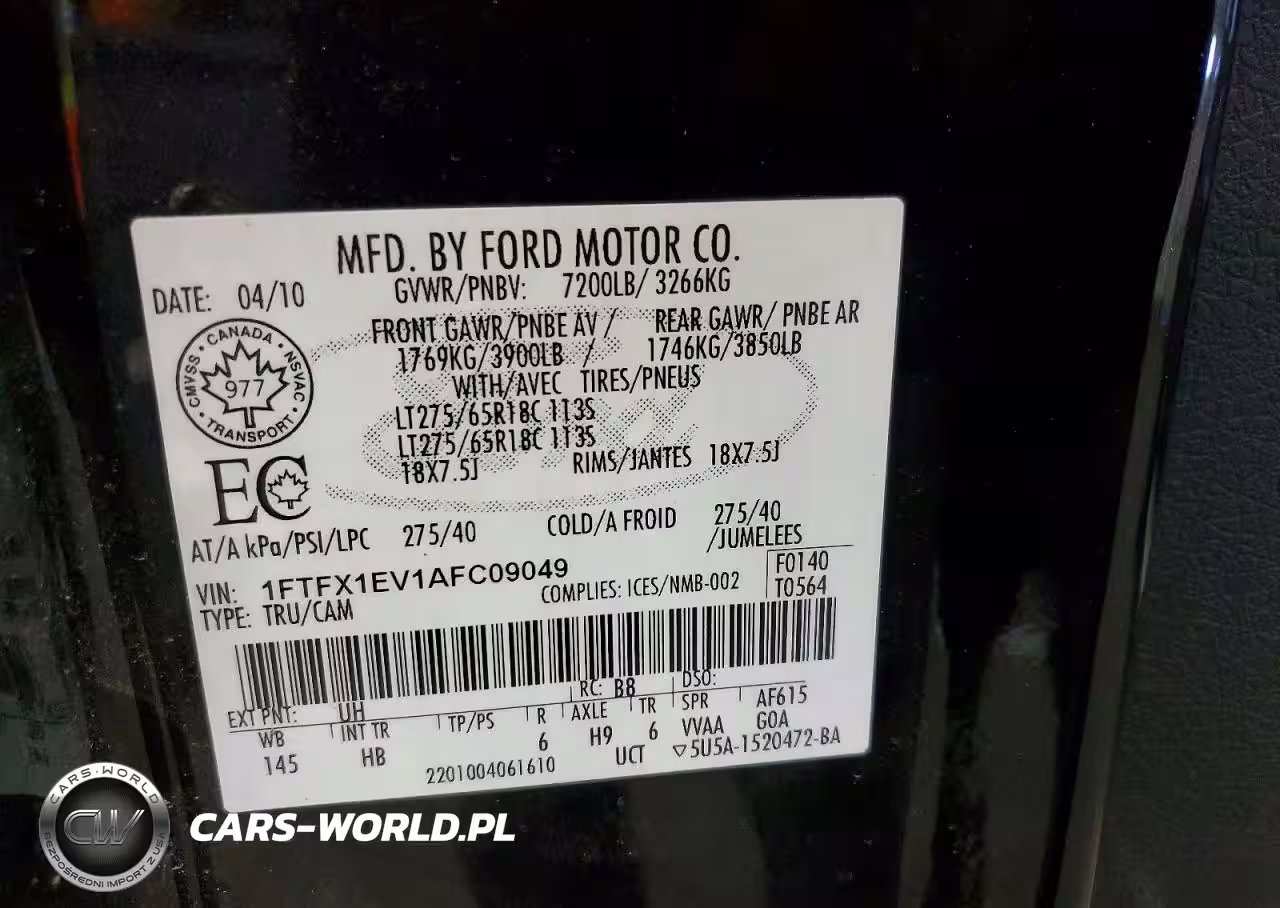 MFD. BY FORD MOTOR CO.
DATE: 04/10
GVWR/PNBV: 7200LB/ 3266KG
FRONT GAWR/PNBE AV / REAR GAWR/ PNBE AR
1769KG/3900LB / 1746KG/3850LB
WITH/AVEC TIRES/PNEUS
LT275/65R18C 113S
LT275/65R18C 113S
18X7.5J RIMS/JANTES 18X7.5J
CMVSS • CANADA • NSVAC • TRANSPORT •
977
EC
AT/A kPa/PSI/LPC 275/40 COLD/A FROID 275/40
/JUMELEES
VIN: 1FTFX1EV1AFC09049
COMPLIES: ICES/NMB-002
F0140
T0564
TYPE: TRU/CAM
RC: B8 DSO:
EXT PNT: UH
WB INT TR TP/PS R AXLE TR SPR AF615
145 HB 6 H9 6 VVAA GOA
2201004061610 UCT ▽5U5A-1520472-BA
CARS-WORLD
CW
BEZPOŚREDNI IMPORT Z USA
CARS-WORLD.PL